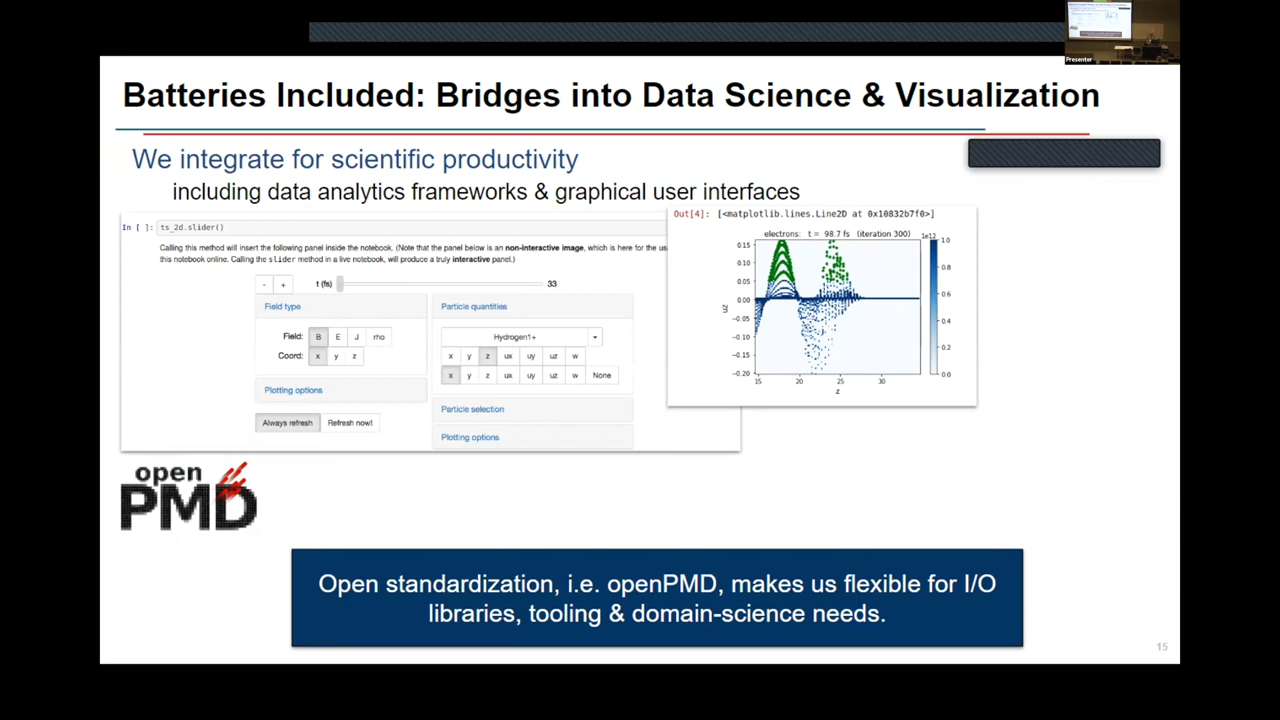 Presenter
Batteries Included: Bridges into Data Science & Visualization
We integrate for scientific productivity
including data analytics frameworks & graphical user interfaces
In [ ]: ts_2d.slider()
Calling this method will insert the following panel inside the notebook. (Note that the panel below is an non-interactive image, which is here for the
this notebook online. Calling the slider method in a live notebook, will produce a truly interactive panel.)
- + t (fs) 33
Field type
Field: B E J rho
Coord: x y z
Plotting options
Always refresh Refresh now!
Particle quantities
Hydrogen1+
x y z ux uy uz w
x y z ux uy uz w None
Particle selection
Plotting options
Out[4]: [<matplotlib.lines.Line2D at 0x10832b7f0>]
electrons: t = 98.7 fs (iteration 300)
1e12
0.15
0.10
0.05
0.00
−0.05
−0.10
−0.15
−0.20
uz
15 20 25 30
z
1.0
0.8
0.6
0.4
0.2
0.0
open
PMD
Open standardization, i.e. openPMD, makes us flexible for I/O
libraries, tooling & domain-science needs.
15